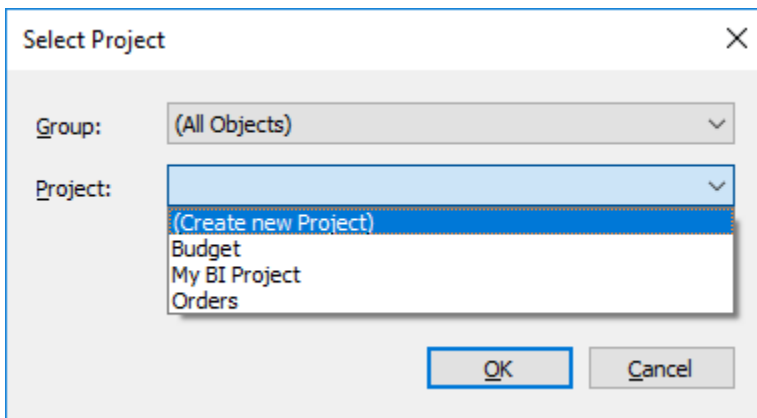 Select Project
Group: (All Objects)
Project:
(Create new Project)
Budget
My BI Project
Orders
OK Cancel